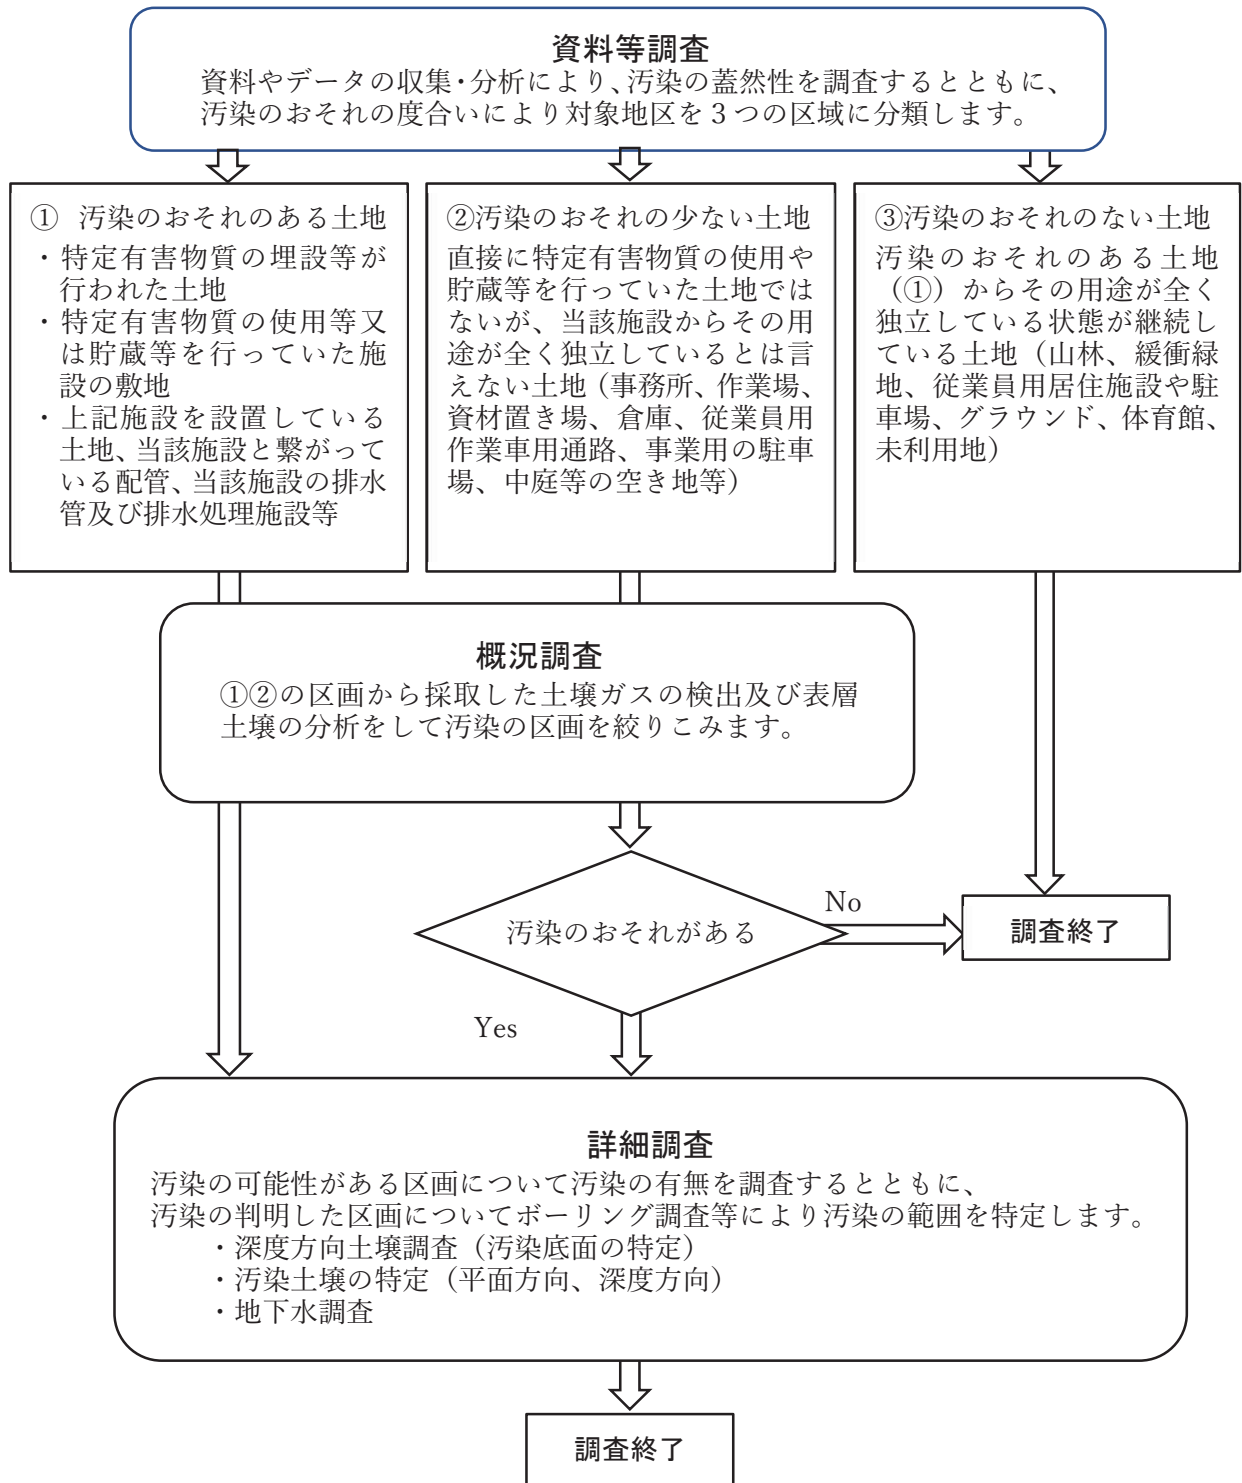 資料等調査
資料やデータの収集・分析により、汚染の蓋然性を調査するとともに、
汚染のおそれの度合いにより対象地区を３つの区域に分類します。
① 汚染のおそれのある土地
・特定有害物質の埋設等が
行われた土地
・特定有害物質の使用等又
は貯蔵等を行っていた施
設の敷地
・上記施設を設置している
土地、当該施設と繋がって
いる配管、当該施設の排水
管及び排水処理施設等
②汚染のおそれの少ない土地
直接に特定有害物質の使用や
貯蔵等を行っていた土地では
ないが、当該施設からその用
途が全く独立しているとは言
えない土地（事務所、作業場、
資材置き場、倉庫、従業員用
作業車用通路、事業用の駐車
場、中庭等の空き地等）
③汚染のおそれのない土地
汚染のおそれのある土地
（①）からその用途が全く
独立している状態が継続し
ている土地（山林、緩衝緑
地、従業員用居住施設や駐
車場、グラウンド、体育館、
未利用地）
概況調査
①②の区画から採取した土壌ガスの検出及び表層
土壌の分析をして汚染の区画を絞りこみます。
汚染のおそれがある
No
調査終了
Yes
詳細調査
汚染の可能性がある区画について汚染の有無を調査するとともに、
汚染の判明した区画についてボーリング調査等により汚染の範囲を特定します。
・深度方向土壌調査（汚染底面の特定）
・汚染土壌の特定（平面方向、深度方向）
・地下水調査
調査終了